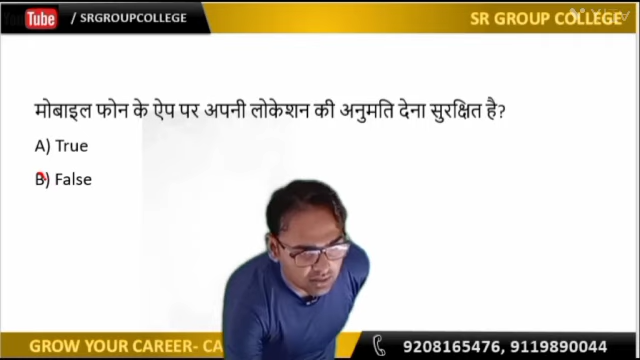 You Tube / SRGROUPCOLLEGE
SR GROUP COLLEGE
मोबाइल फोन के ऐप पर अपनी लोकेशन की अनुमति देना सुरक्षित है?
A) True
B) False
GROW YOUR CAREER-
9208165476, 9119890044